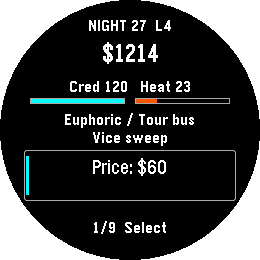 NIGHT 27 L4
$1214
Cred 120 Heat 23
Euphoric / Tour bus
Vice sweep
Price: $60
1/9 Select